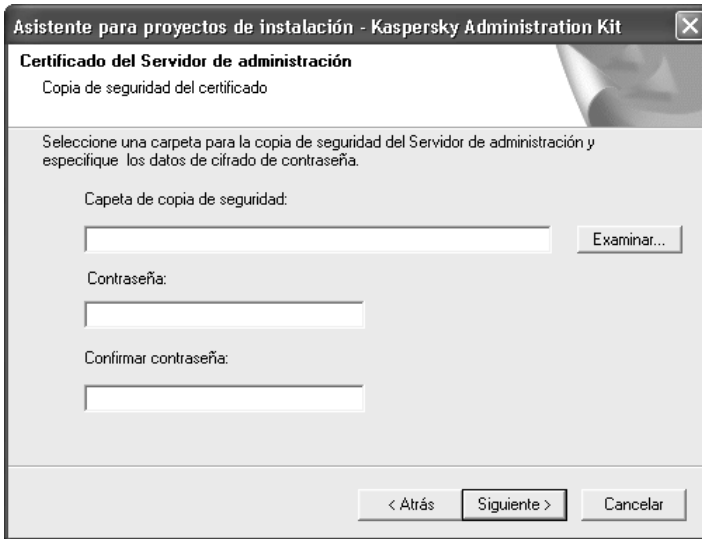 Asistente para proyectos de instalación - Kaspersky Administration Kit
Certificado del Servidor de administración
Copia de seguridad del certificado
Seleccione una carpeta para la copia de seguridad del Servidor de administración y
especifique los datos de cifrado de contraseña.
Capeta de copia de seguridad:
Examinar...
Contraseña:
Confirmar contraseña:
< Atrás
Siguiente >
Cancelar